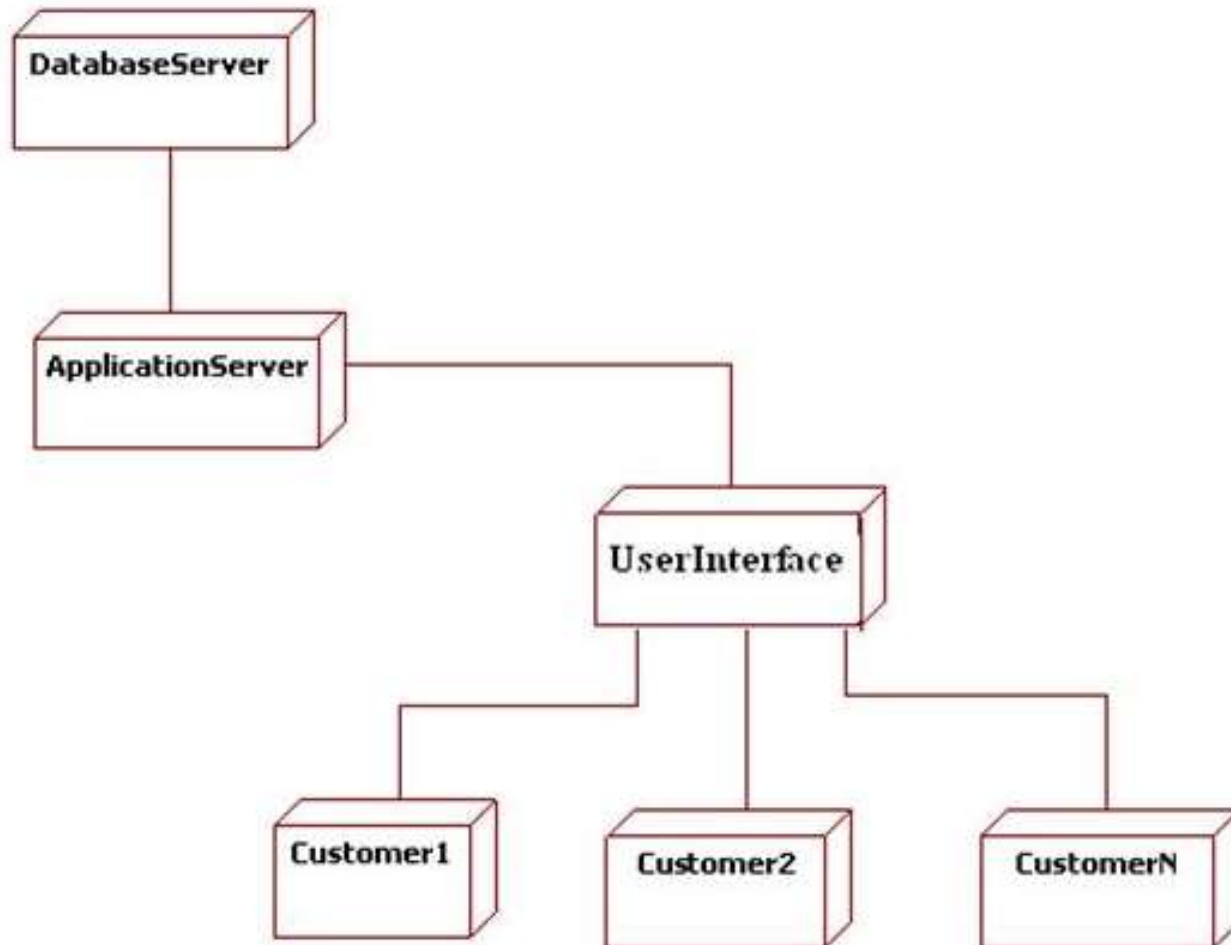 DatabaseServer
ApplicationServer
UserInterface
Customer1
Customer2
CustomerN